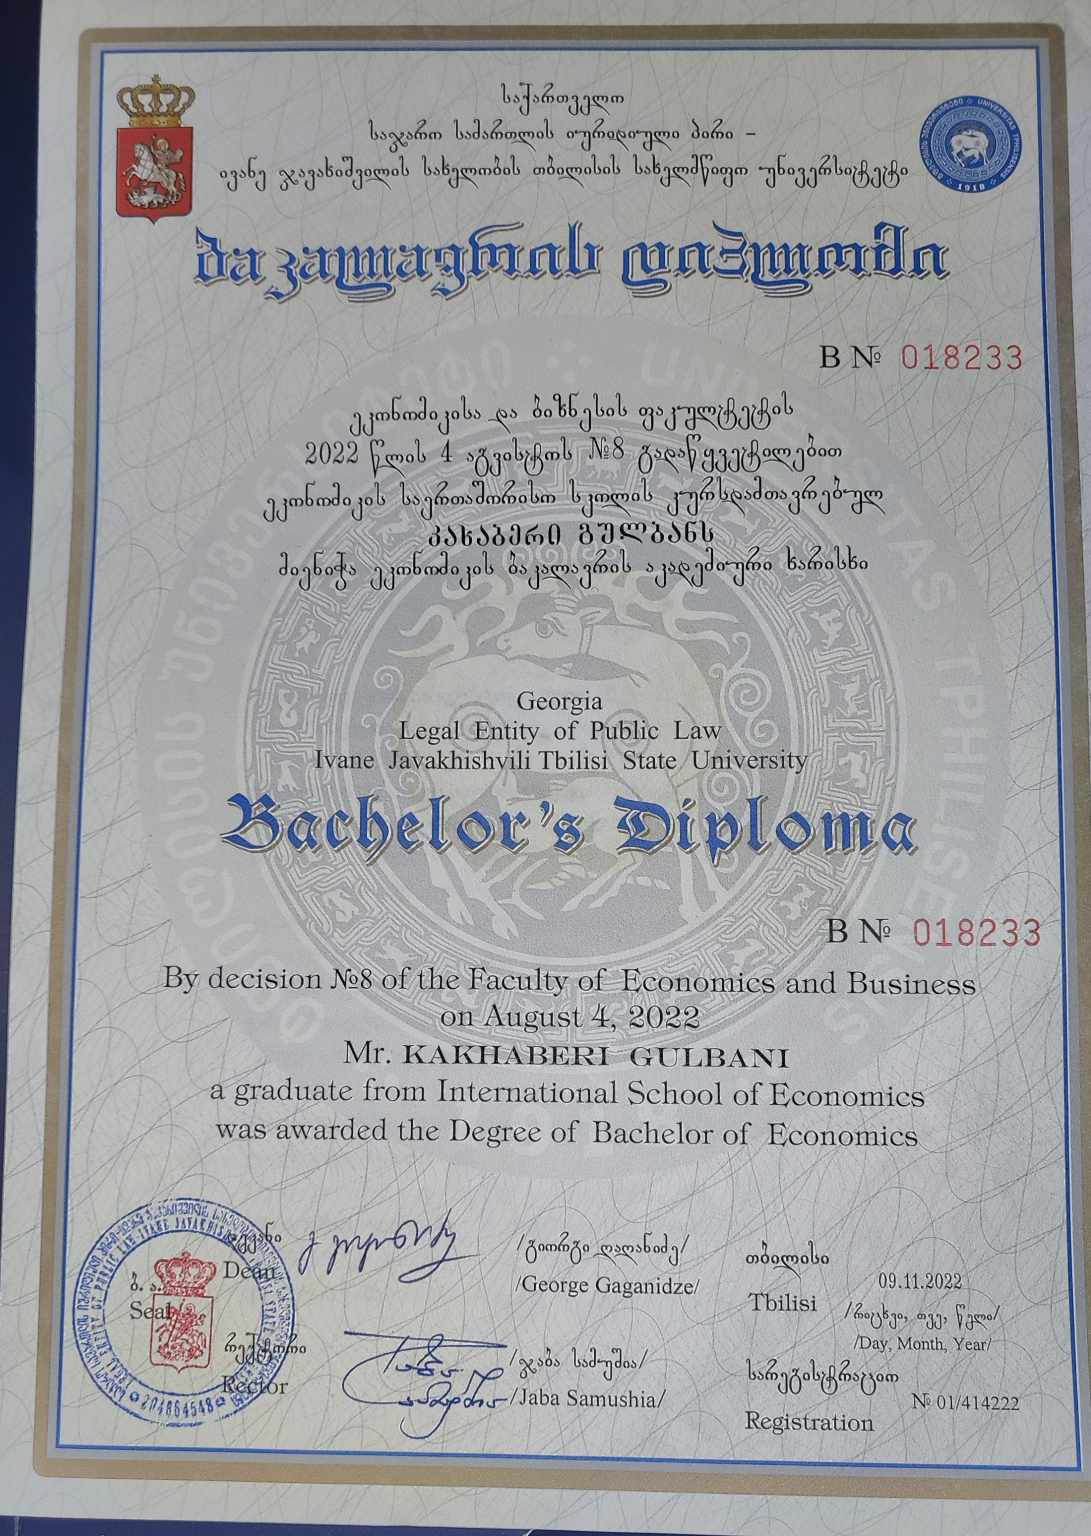 საქართველო
საჯარო სამართლის იურიდიული პირი –
ივანე ჯავახიშვილის სახელობის თბილისის სახელმწიფო უნივერსიტეტი
ბაკალავრის დიპლომი
B № 018233
ეკონომიკისა და ბიზნესის ფაკულტეტის
2022 წლის 4 აგვისტოს №8 გადაწყვეტილებით
ეკონომიკის საერთაშორისო სკოლის კურსდამთავრებულ
კახაბერი გულბანს
მიენიჭა ეკონომიკის ბაკალავრის აკადემიური ხარისხი
Georgia
Legal Entity of Public Law
Ivane Javakhishvili Tbilisi State University
Bachelor's Diploma
B № 018233
By decision №8 of the Faculty of Economics and Business
on August 4, 2022
Mr. KAKHABERI GULBANI
a graduate from International School of Economics
was awarded the Degree of Bachelor of Economics
დეკანი /გიორგი ღაღანიძე/
Dean /George Gaganidze/
ბ. ა.
Seal
რექტორი /ჯაბა სამუშია/
Rector /Jaba Samushia/
204864548
თბილისი
Tbilisi 09.11.2022
/რიცხვი, თვე, წელი/
/Day, Month, Year/
სარეგისტრაციო
Registration № 01/414222
UNIVERSITAS TPHILISENSIS
1918